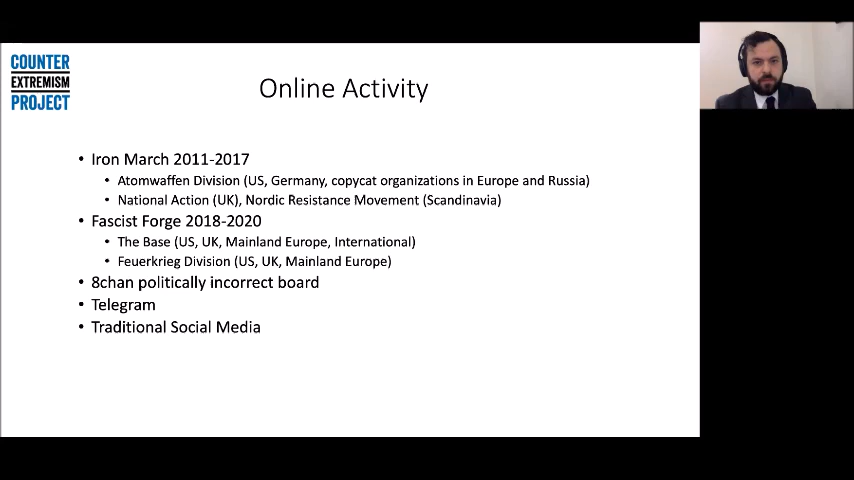 COUNTER
EXTREMISM
PROJECT
Online Activity
• Iron March 2011-2017
• Atomwaffen Division (US, Germany, copycat organizations in Europe and Russia)
• National Action (UK), Nordic Resistance Movement (Scandinavia)
• Fascist Forge 2018-2020
• The Base (US, UK, Mainland Europe, International)
• Feuerkrieg Division (US, UK, Mainland Europe)
• 8chan politically incorrect board
• Telegram
• Traditional Social Media